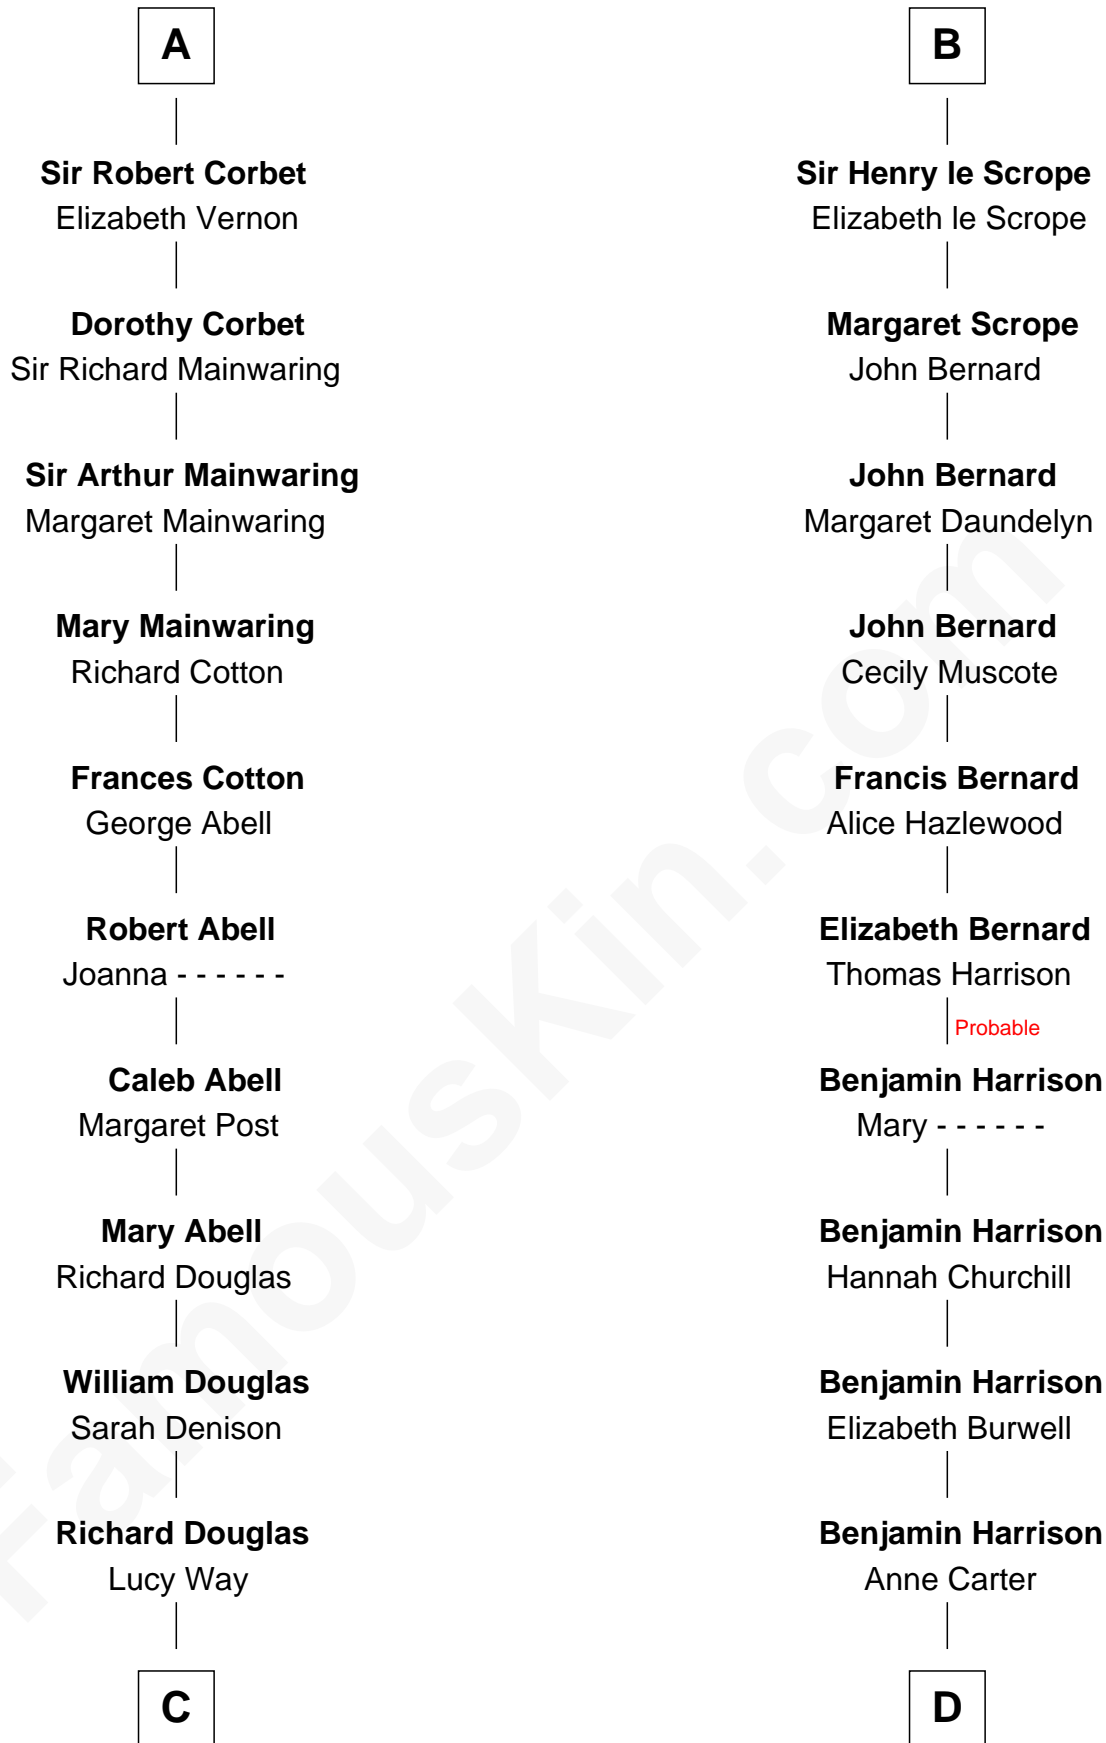 A
Sir Robert Corbet
Elizabeth Vernon
Dorothy Corbet
Sir Richard Mainwaring
Sir Arthur Mainwaring
Margaret Mainwaring
Mary Mainwaring
Richard Cotton
Frances Cotton
George Abell
Robert Abell
Joanna - - - - - -
Caleb Abell
Margaret Post
Mary Abell
Richard Douglas
William Douglas
Sarah Denison
Richard Douglas
Lucy Way
C
B
Sir Henry le Scrope
Elizabeth le Scrope
Margaret Scrope
John Bernard
John Bernard
Margaret Daundelyn
John Bernard
Cecily Muscote
Francis Bernard
Alice Hazlewood
Elizabeth Bernard
Thomas Harrison
Probable
Benjamin Harrison
Mary - - - - - -
Benjamin Harrison
Hannah Churchill
Benjamin Harrison
Elizabeth Burwell
Benjamin Harrison
Anne Carter
D
FamousKin.com